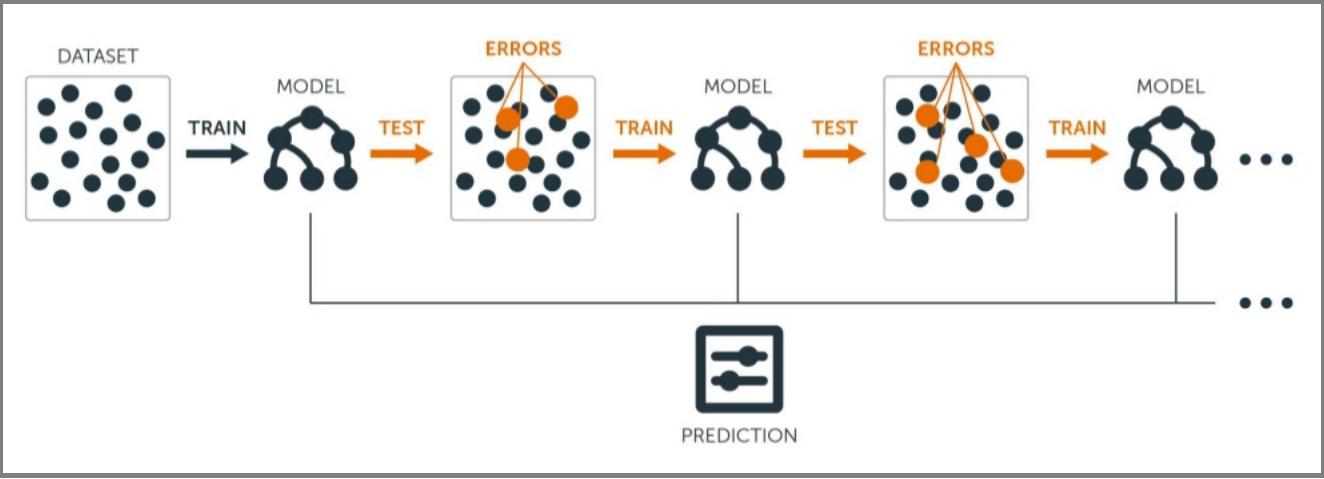 DATASET
TRAIN
MODEL
TEST
ERRORS
TRAIN
MODEL
TEST
ERRORS
TRAIN
MODEL
PREDICTION